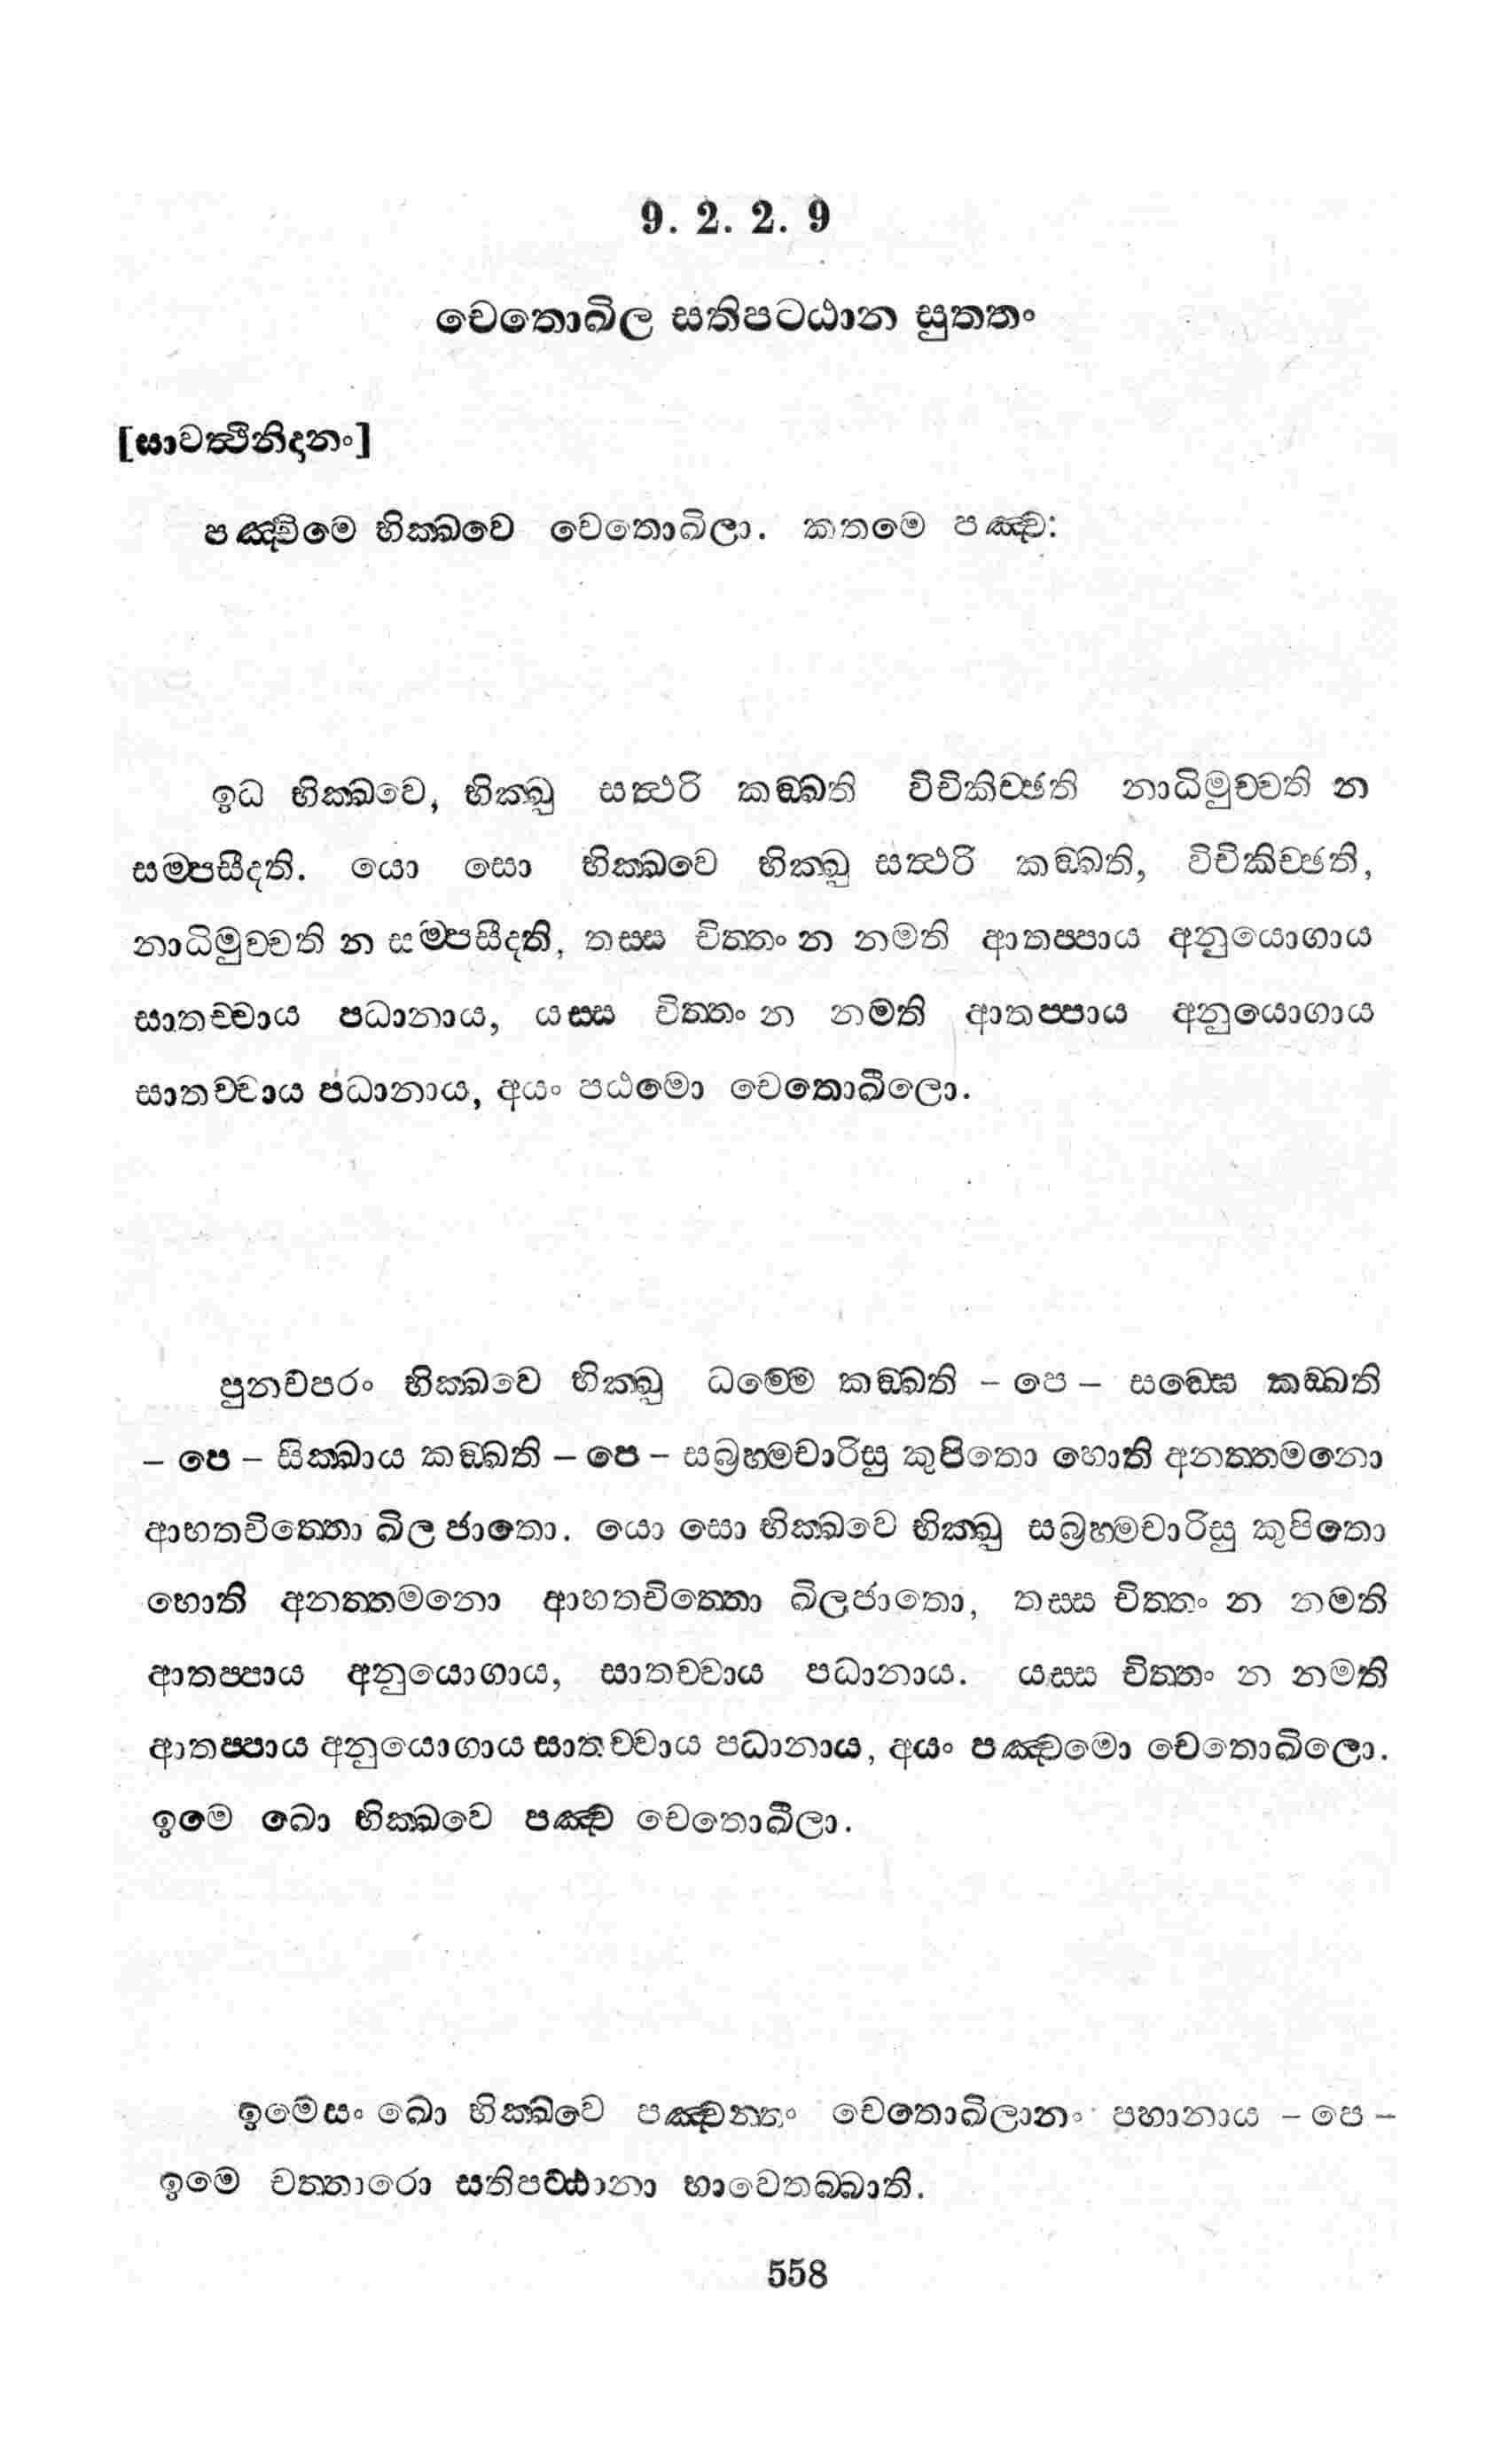 9. 2. 2. 9
චෙතොඛිල සතිපටඨාන සුතතං
[සාවත්‍ථිනිදානං]
පඤ්චිමෙ භික්ඛවෙ චෙතොඛිලා. කතමෙ පඤ්ච:
ඉධ භික්ඛවෙ, භික්ඛු සත්‍ථරි කඞ්ඛති විචිකිච්ඡති නාධිමුච්චති න
සම්පසීදති. යො සො භික්ඛවෙ භික්ඛු සත්‍ථරි කඞ්ඛති, විචිකිච්ඡති,
නාධිමුච්චති න සම්පසීදති, තස්ස චිත්තං න නමති ආතප්පාය අනුයොගාය
සාතච්චාය පධානාය, යස්ස චිත්තං න නමති ආතප්පාය අනුයොගාය
සාතච්චාය පධානාය, අයං පඨමො චෙතොඛීලො.
පුනවපරං භික්ඛවෙ භික්ඛු ධම්මෙ කඞ්ඛති – පෙ – සඞ්ඝෙ කඞ්ඛති
– පෙ – සික්ඛාය කඞ්ඛති – පෙ – සබ්‍රහ්මචාරිසු කුපිතො හොති අනත්තමනො
ආභතචිත්තො ඛිල ජාතො. යො සො භික්ඛවෙ භික්ඛු සබ්‍රහ්මචාරිසු කුපිතො
හොති අනත්තමනො ආහතචිත්තො ඛිලජාතො, තස්ස චිත්තං න නමති
ආතප්පාය අනුයොගාය, සාතච්චාය පධානාය. යස්ස චිත්තං න නමති
ආතප්පාය අනුයොගාය සාතච්චාය පධානාය, අයං පඤ්චමො චෙතොඛිලො.
ඉමෙ ඛො භික්ඛවෙ පඤ්ච චෙතොඛීලා.
ඉමෙසං ඛො භික්ඛවෙ පඤ්චන්නං චෙතොඛිලානං පහානාය – පෙ –
ඉමෙ චත්තාරො සතිපට්ඨානා භාවෙතබ්බාති.
558